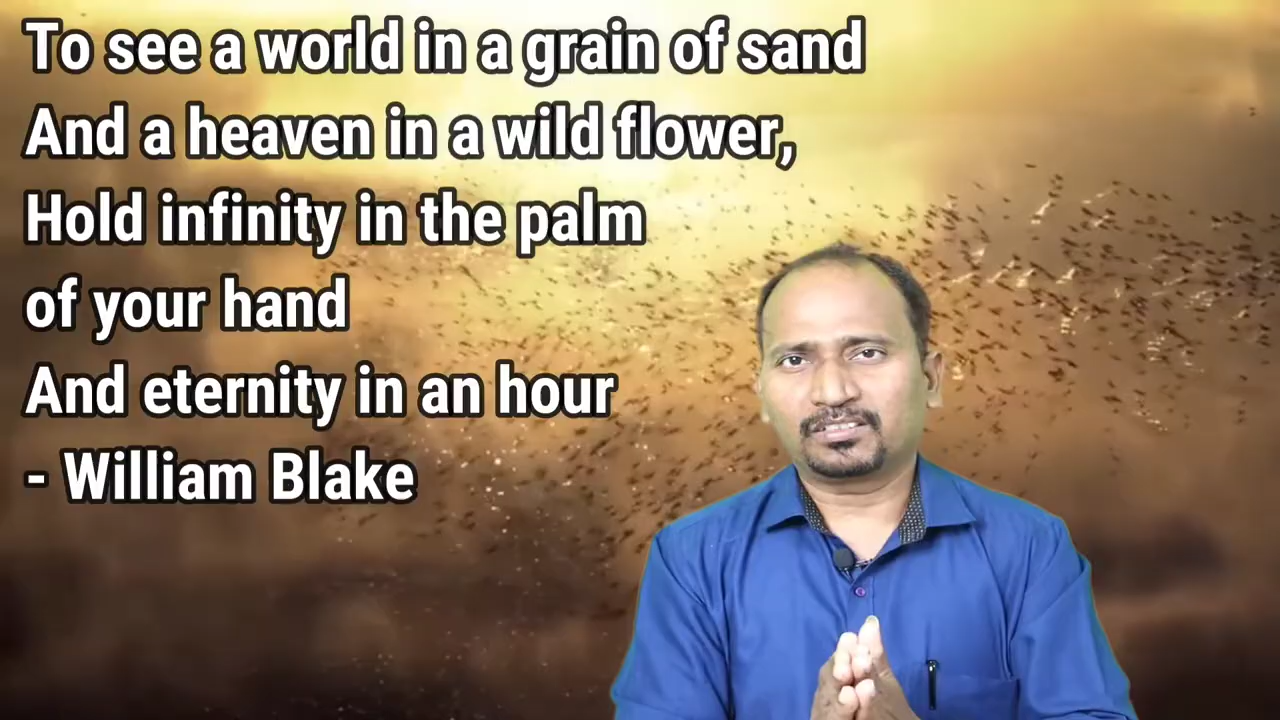 To see a world in a grain of sand
And a heaven in a wild flower,
Hold infinity in the palm
of your hand
And eternity in an hour
- William Blake